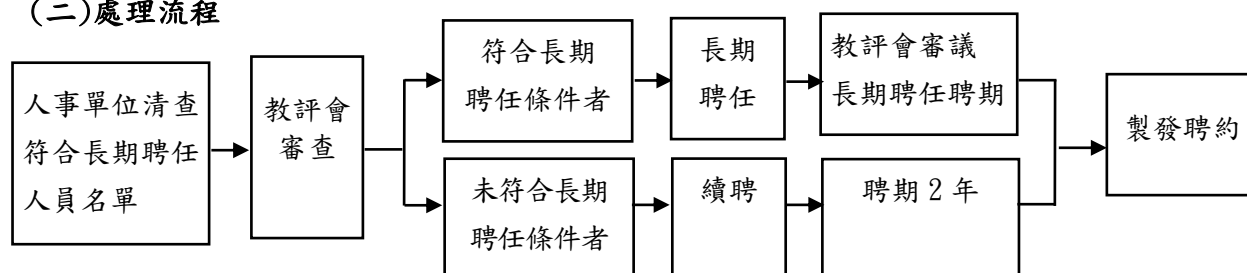 (二)處理流程
人事單位清查
符合長期聘任
人員名單
教評會
審查
符合長期
聘任條件者
長期
聘任
教評會審議
長期聘任聘期
未符合長期
聘任條件者
續聘
聘期 2 年
製發聘約